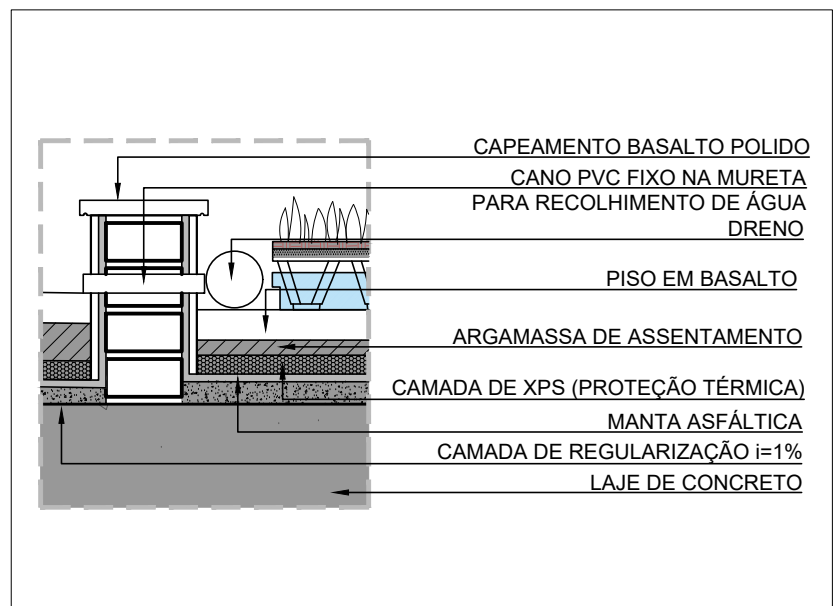 CAPEAMENTO BASALTO POLIDO
CANO PVC FIXO NA MURETA
PARA RECOLHIMENTO DE ÁGUA
DRENO
PISO EM BASALTO
ARGAMASSA DE ASSENTAMENTO
CAMADA DE XPS (PROTEÇÃO TÉRMICA)
MANTA ASFÁLTICA
CAMADA DE REGULARIZAÇÃO i=1%
LAJE DE CONCRETO